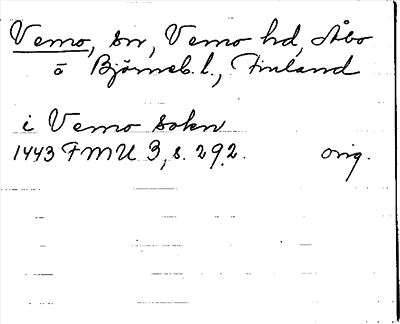 Vemo, sn, Vemo hd, Åbo
o Björneb. l., Finland
i Vemo sokn
1443 FMU 3, s. 292. orig.